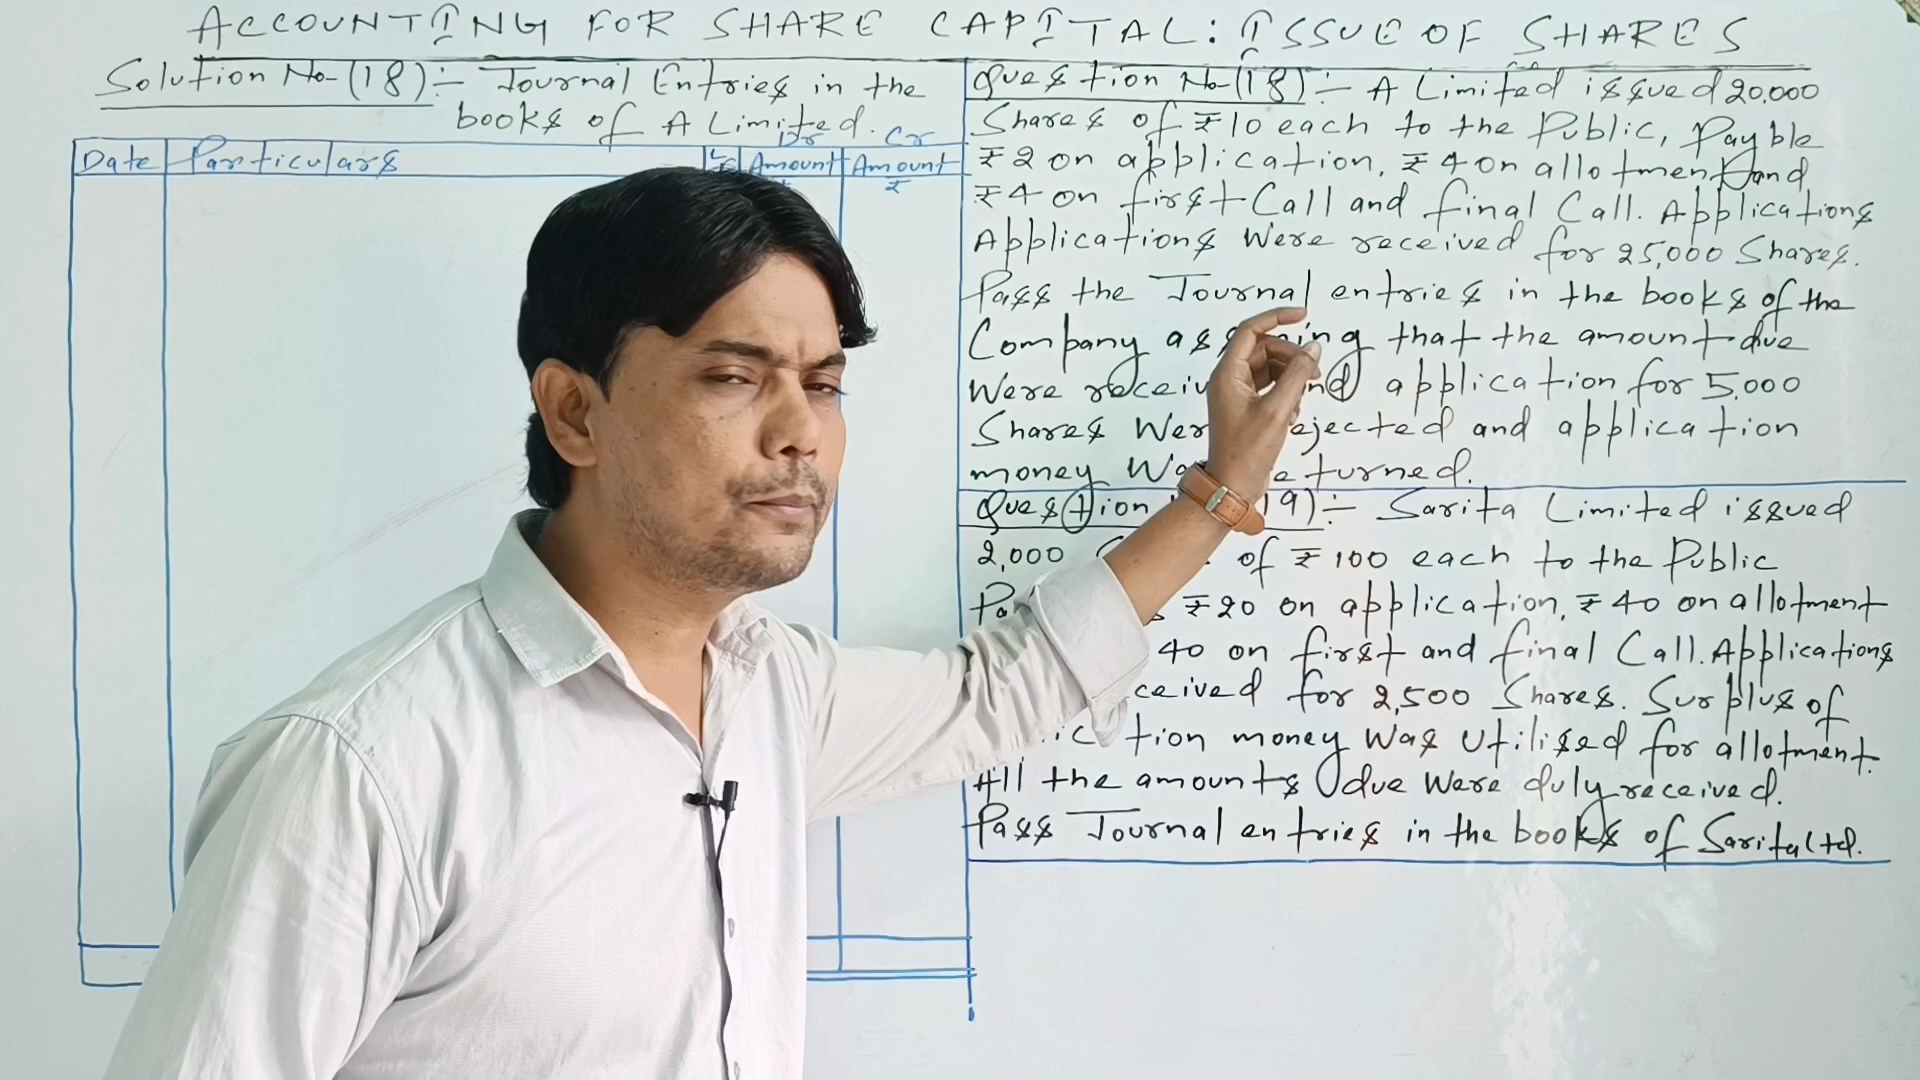 ACCOUNTING FOR SHARE CAPITAL: ISSUE OF SHARES
Solution No-(18):- Journal Entries in the
books of A Limited.
Date Particulars L.F. Dr Amount ₹ Cr Amount ₹
Question No-(18):- A Limited issued 20,000
Shares of ₹10 each to the Public, Payble
₹2 on application, ₹4 on allotment and
₹4 on first Call and final Call. Applications
Applications were received for 25,000 Shares.
Pass the Journal entries in the books of the
Company that the amount due
were application for 5,000
Shares and application
money
Question 19):- Sarita Limited issued
2,000 of ₹100 each to the Public
₹20 on application, ₹40 on allotment
40 on first and final Call. Applications
for 2,500 Shares. Surplus of
money was utilised for allotment.
All the amounts due were duly received.
Pass Journal entries in the books of Sarita Ltd.